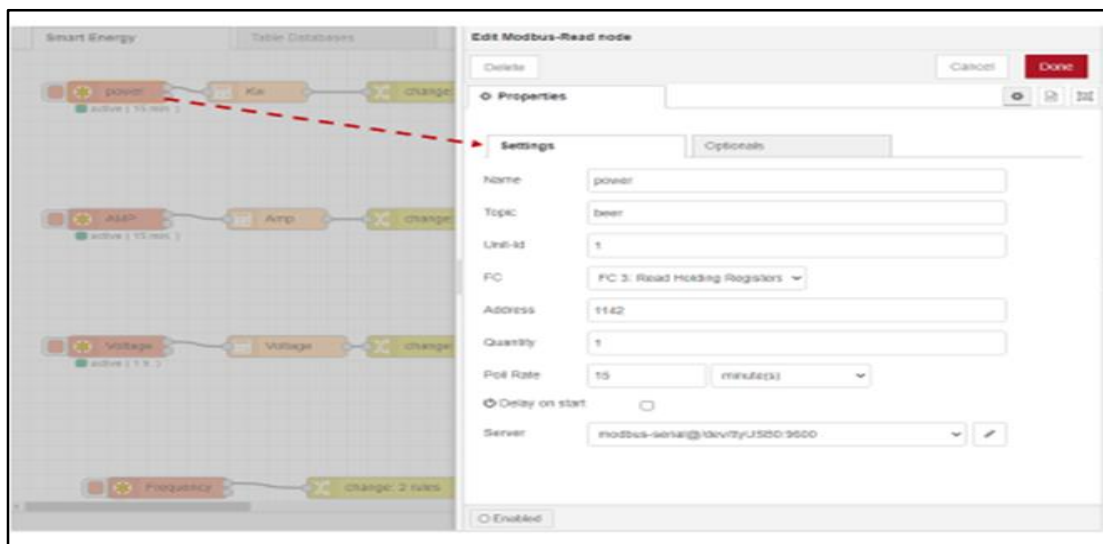 Smart Energy
Table Databases
Edit Modbus-Read node
Delete
Cancel
Done
Properties
Settings
Optionals
Name
power
Topic
beer
Unit-Id
1
FC
FC 3: Read Holding Registers
Address
1142
Quantity
1
Poll Rate
15
minute(s)
Delay on start
Server
modbus-serial@/dev/ttyUSB0:9600
Enabled
power
Kw
change:
active ( 15 min. )
AMP
Amp
change:
active ( 15 min. )
Voltage
Voltage
change:
active ( 1 s. )
Frequency
change: 2 rules